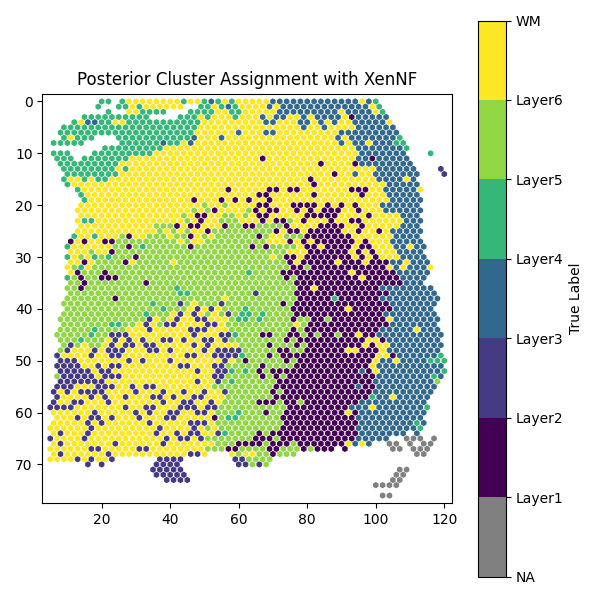 Posterior Cluster Assignment with XenNF
0
10
20
30
40
50
60
70
20
40
60
80
100
120
WM
Layer6
Layer5
Layer4
Layer3
Layer2
Layer1
NA
True Label